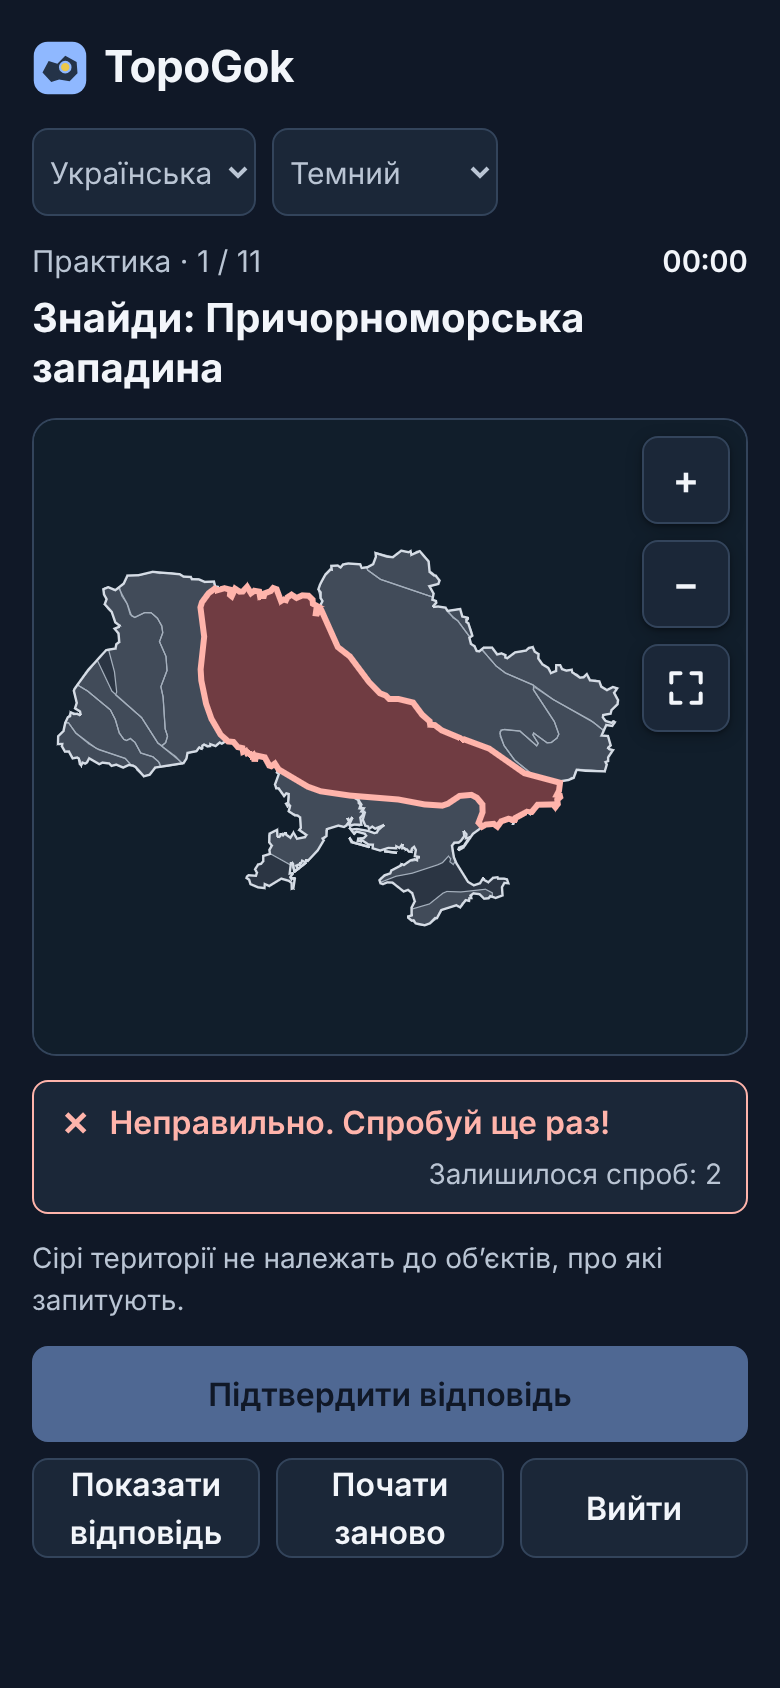 TopoGok
Українська
Темний
Практика · 1 / 11
00:00
Знайди: Причорноморська
западина
+
−
✕ Неправильно. Спробуй ще раз!
Залишилося спроб: 2
Сірі території не належать до об’єктів, про які
запитують.
Підтвердити відповідь
Показати
відповідь
Почати
заново
Вийти